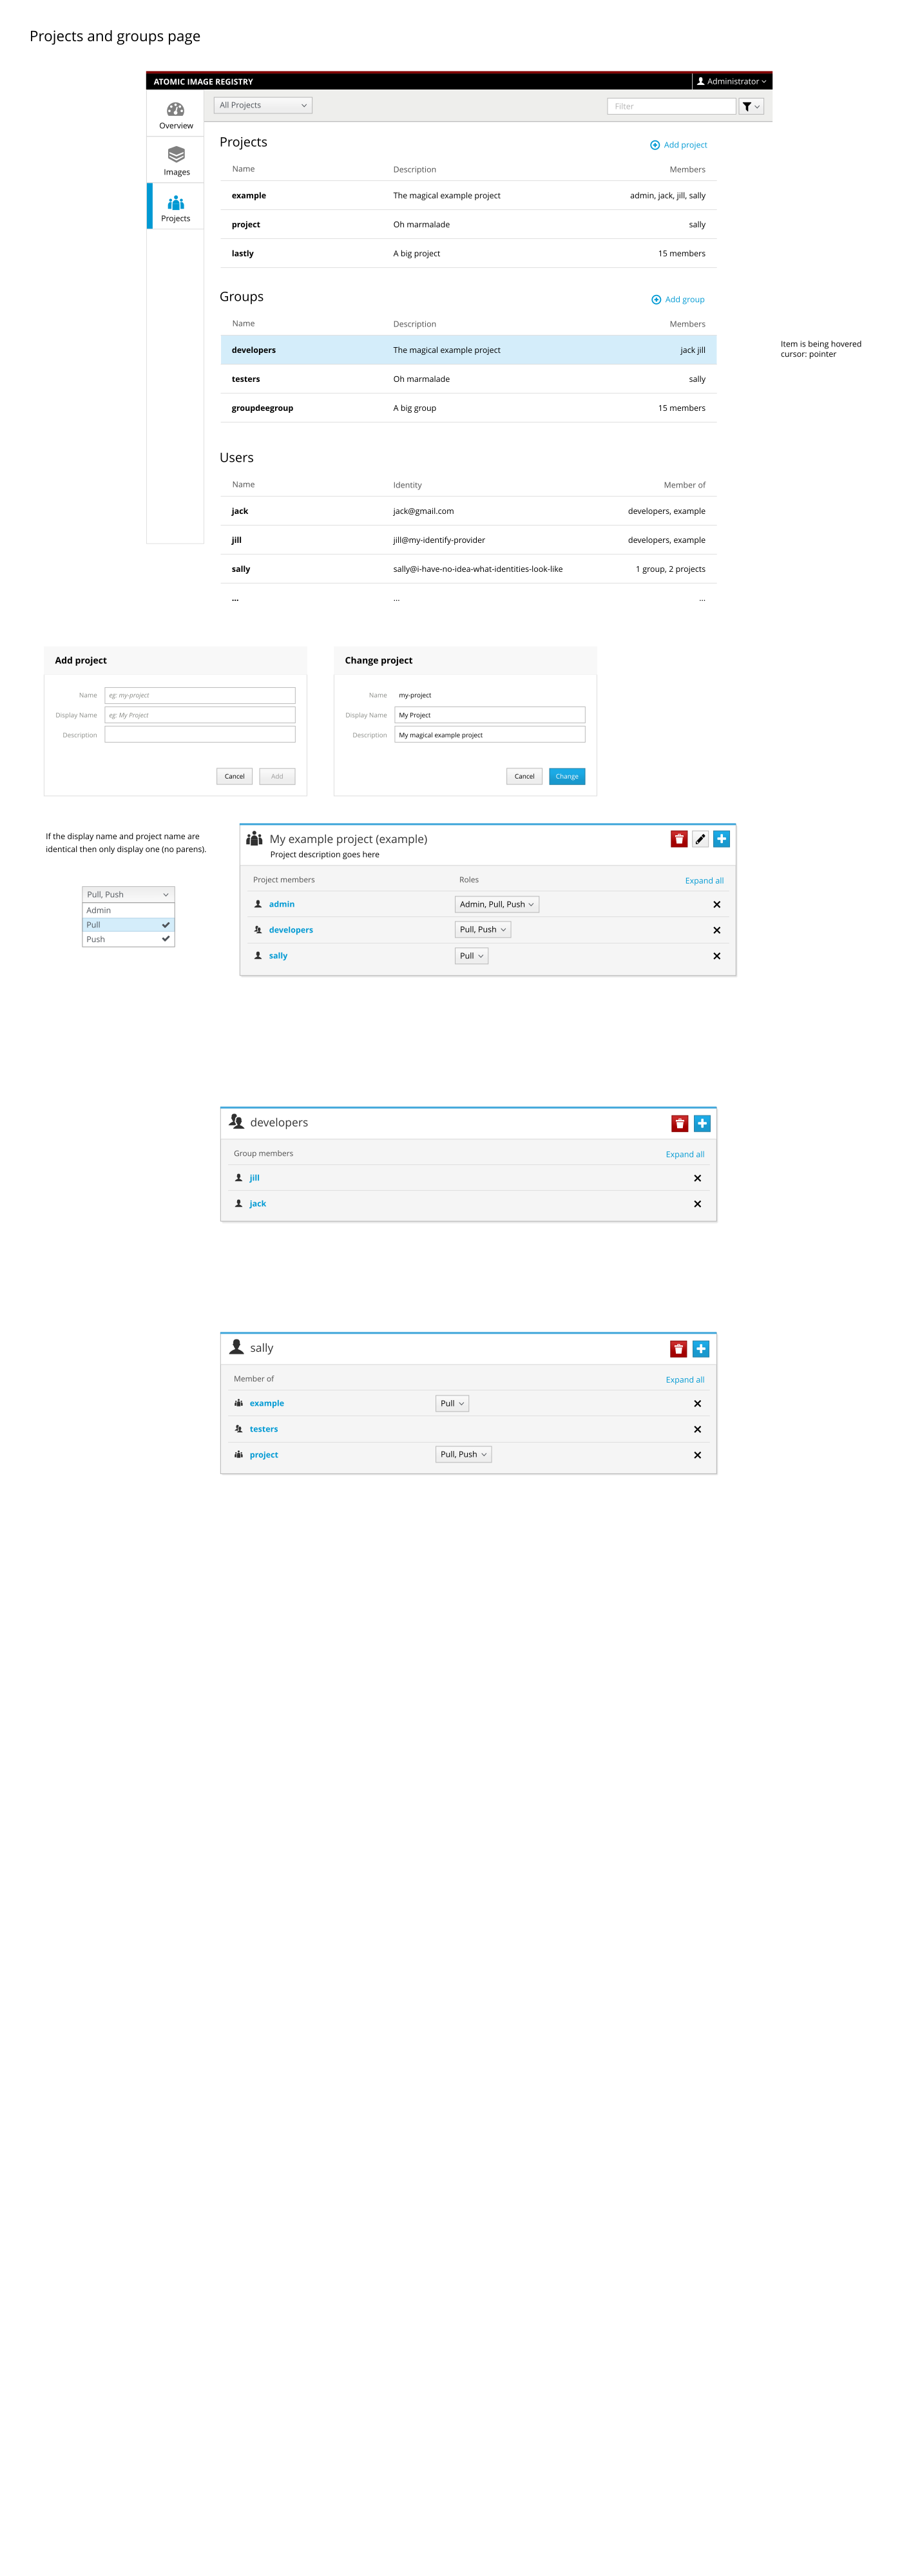 Projects and groups page
ATOMIC IMAGE REGISTRY
Administrator
Overview
Images
Projects
All Projects
Filter
Projects
Add project
Name Description Members
example The magical example project admin, jack, jill, sally
project Oh marmalade sally
lastly A big project 15 members
Groups
Add group
Name Description Members
developers The magical example project jack jill
testers Oh marmalade sally
groupdeegroup A big group 15 members
Item is being hovered
cursor: pointer
Users
Name Identity Member of
jack jack@gmail.com developers, example
jill jill@my-identify-provider developers, example
sally sally@i-have-no-idea-what-identities-look-like 1 group, 2 projects
... ... ...
Add project
Name eg: my-project
Display Name eg: My Project
Description
Cancel Add
Change project
Name my-project
Display Name My Project
Description My magical example project
Cancel Change
If the display name and project name are
identical then only display one (no parens).
Pull, Push
Admin
Pull
Push
My example project (example)
Project description goes here
Project members Roles Expand all
admin Admin, Pull, Push
developers Pull, Push
sally Pull
developers
Group members Expand all
jill
jack
sally
Member of Expand all
example Pull
testers
project Pull, Push